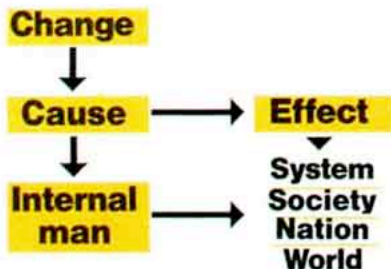 Change
Cause
Effect
Internal
man
System
Society
Nation
World